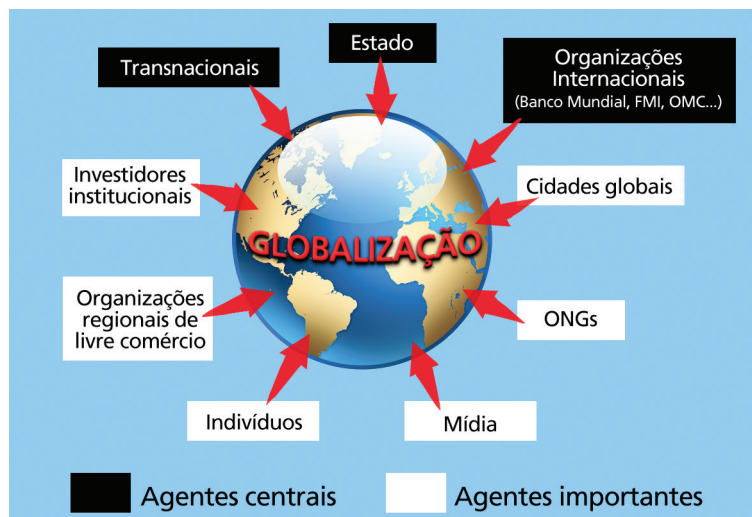 Estado
Transnacionais
Organizações
Internacionais
(Banco Mundial, FMI, OMC...)
Investidores
institucionais
Cidades globais
GLOBALIZAÇÃO
Organizações
regionais de
livre comércio
ONGs
Indivíduos
Mídia
Agentes centrais
Agentes importantes